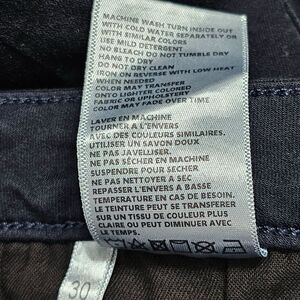 MACHINE WASH TURN INSIDE OUT
WITH COLD WATER SEPARATELY OR
WITH SIMILAR COLORS
USE MILD DETERGENT.
NO BLEACH DO NOT TUMBLE DRY
HANG TO DRY
DO NOT DRY CLEAN
IRON ON REVERSE WITH LOW HEAT
WHEN NEEDED
COLOR MAY TRANSFER
ONTO LIGHTER COLORED
FABRIC OR UPHOLSTERY
COLOR MAY FADE OVER TIME
LAVER EN MACHINE
TOURNER À L'ENVERS
AVEC DES COULEURS SIMILAIRES.
UTILISER UN SAVON DOUX
NE PAS JAVELLISER.
NE PAS SÉCHER EN MACHINE
SUSPENDRE POUR SÉCHER
NE PAS NETTOYER A SEC
REPASSER L'ENVERS A BASSE
TEMPERATURE EN CAS DE BESOIN.
LE TEINTURE PEUT SE TRANSFÉRER
SUR UN TISSU DE COULEUR PLUS
CLAIRE OU PEUT DIMINUER AVEC
LE TEMPS.
30